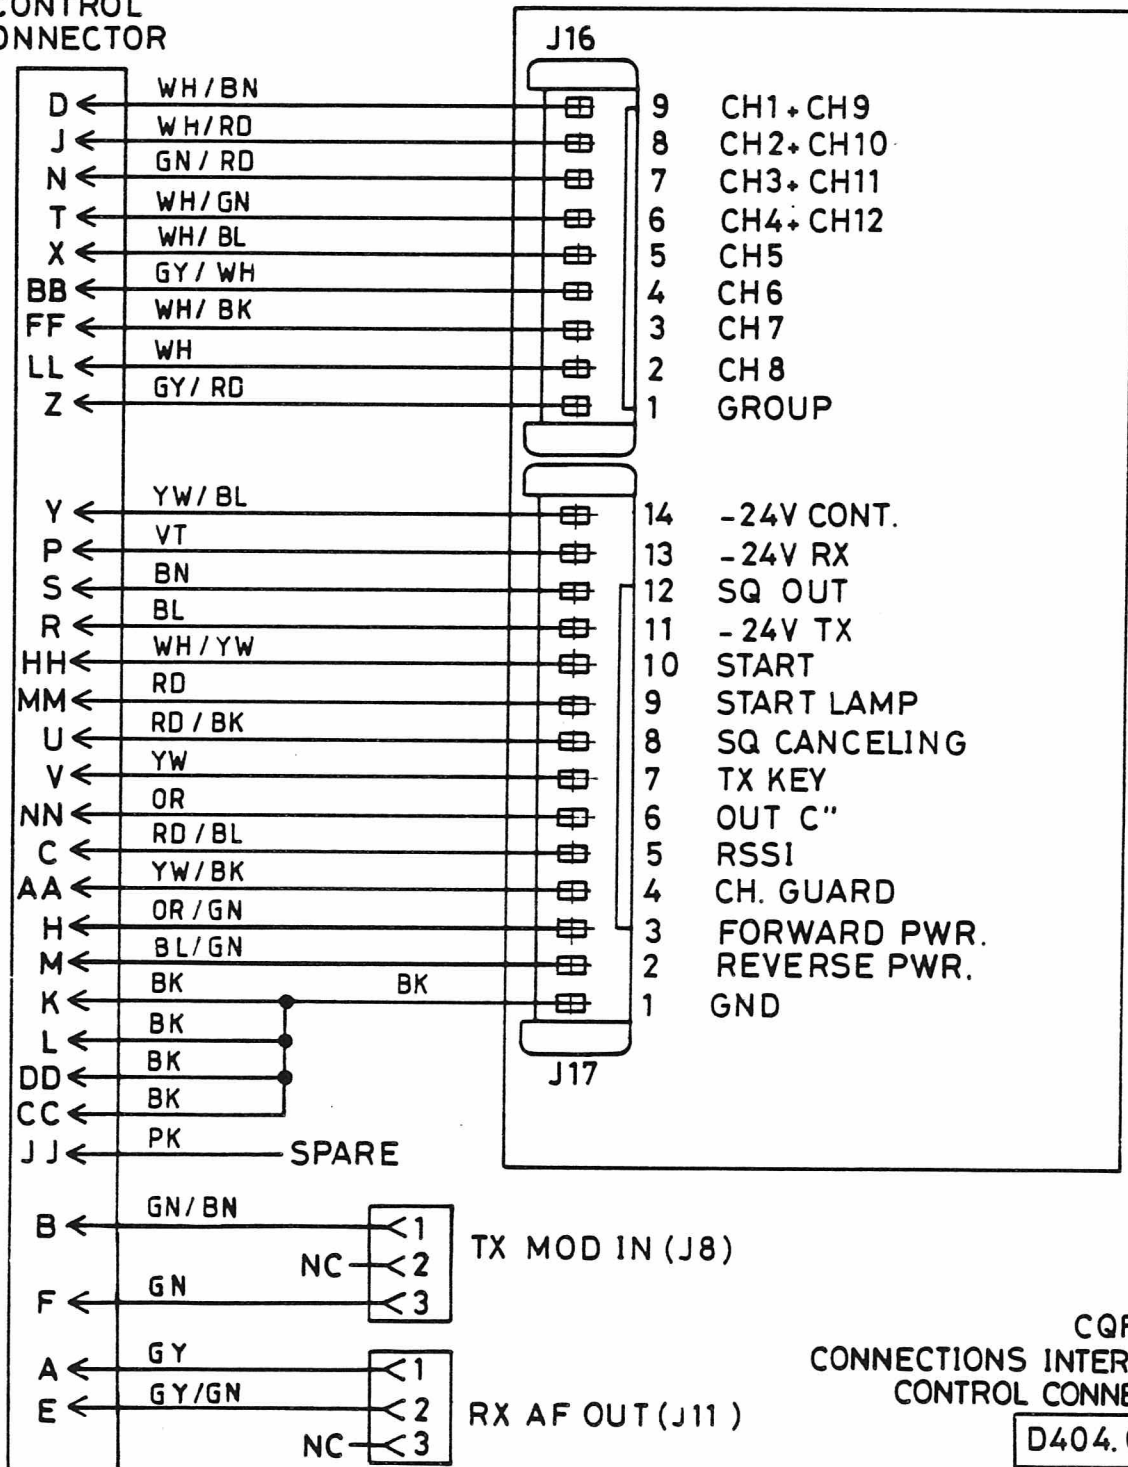 CONTROL
CONNECTOR
J16
D WH/BN 9 CH1+CH9
J WH/RD 8 CH2+CH10
N GN/RD 7 CH3+CH11
T WH/GN 6 CH4+CH12
X WH/BL 5 CH5
BB GY/WH 4 CH6
FF WH/BK 3 CH7
LL WH 2 CH8
Z GY/RD 1 GROUP
Y YW/BL 14 -24V CONT.
P VT 13 -24V RX
S BN 12 SQ OUT
R BL 11 -24V TX
HH WH/YW 10 START
MM RD 9 START LAMP
U RD/BK 8 SQ CANCELING
V YW 7 TX KEY
NN OR 6 OUT C"
C RD/BL 5 RSSI
AA YW/BK 4 CH. GUARD
H OR/GN 3 FORWARD PWR.
M BL/GN 2 REVERSE PWR.
K BK BK 1 GND
L BK
J17
DD BK
CC BK
JJ PK SPARE
B GN/BN 1
NC 2 TX MOD IN (J8)
F GN 3
A GY 1
E GY/GN 2 RX AF OUT (J11)
NC 3
CONNECTIONS
CONTROL
D404.